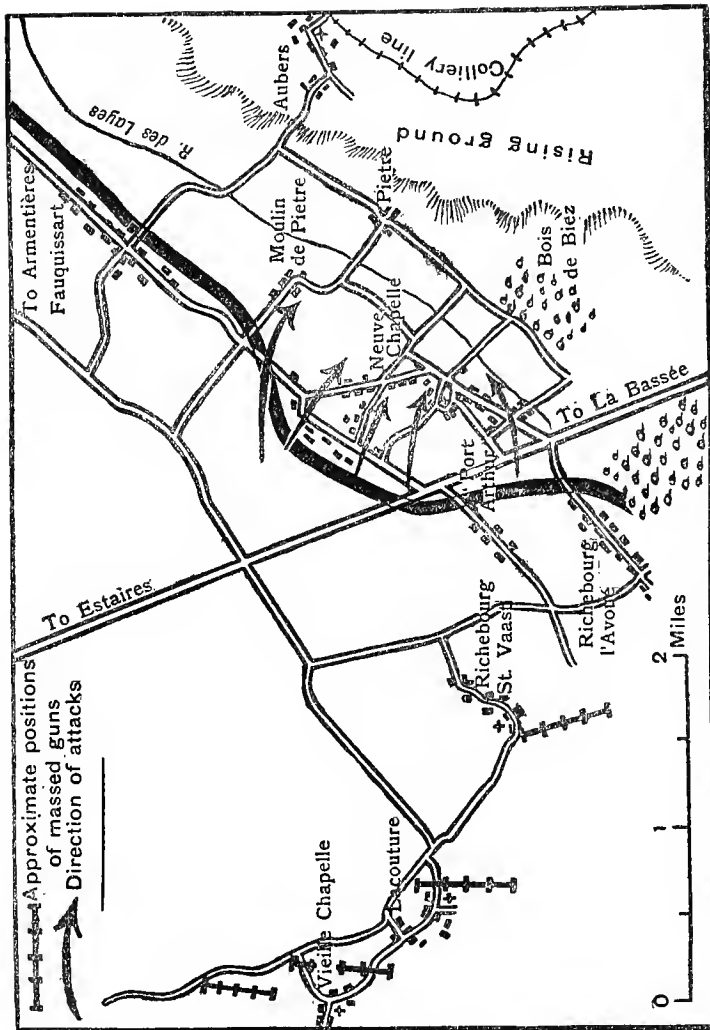 Approximate positions
of massed guns
Direction of attacks
To Estaires
To Armentières
Fauquissart
R. des Layes
Aubers
Colliery line
Rising ground
Moulin
de Pietre
Pietre
Neuve
Chapelle
Bois
de Biez
To La Bassée
Port
Arthur
Richebourg
l'Avoué
Richebourg
St. Vaast
Vieille Chapelle
Lacouture
0 1 2 Miles